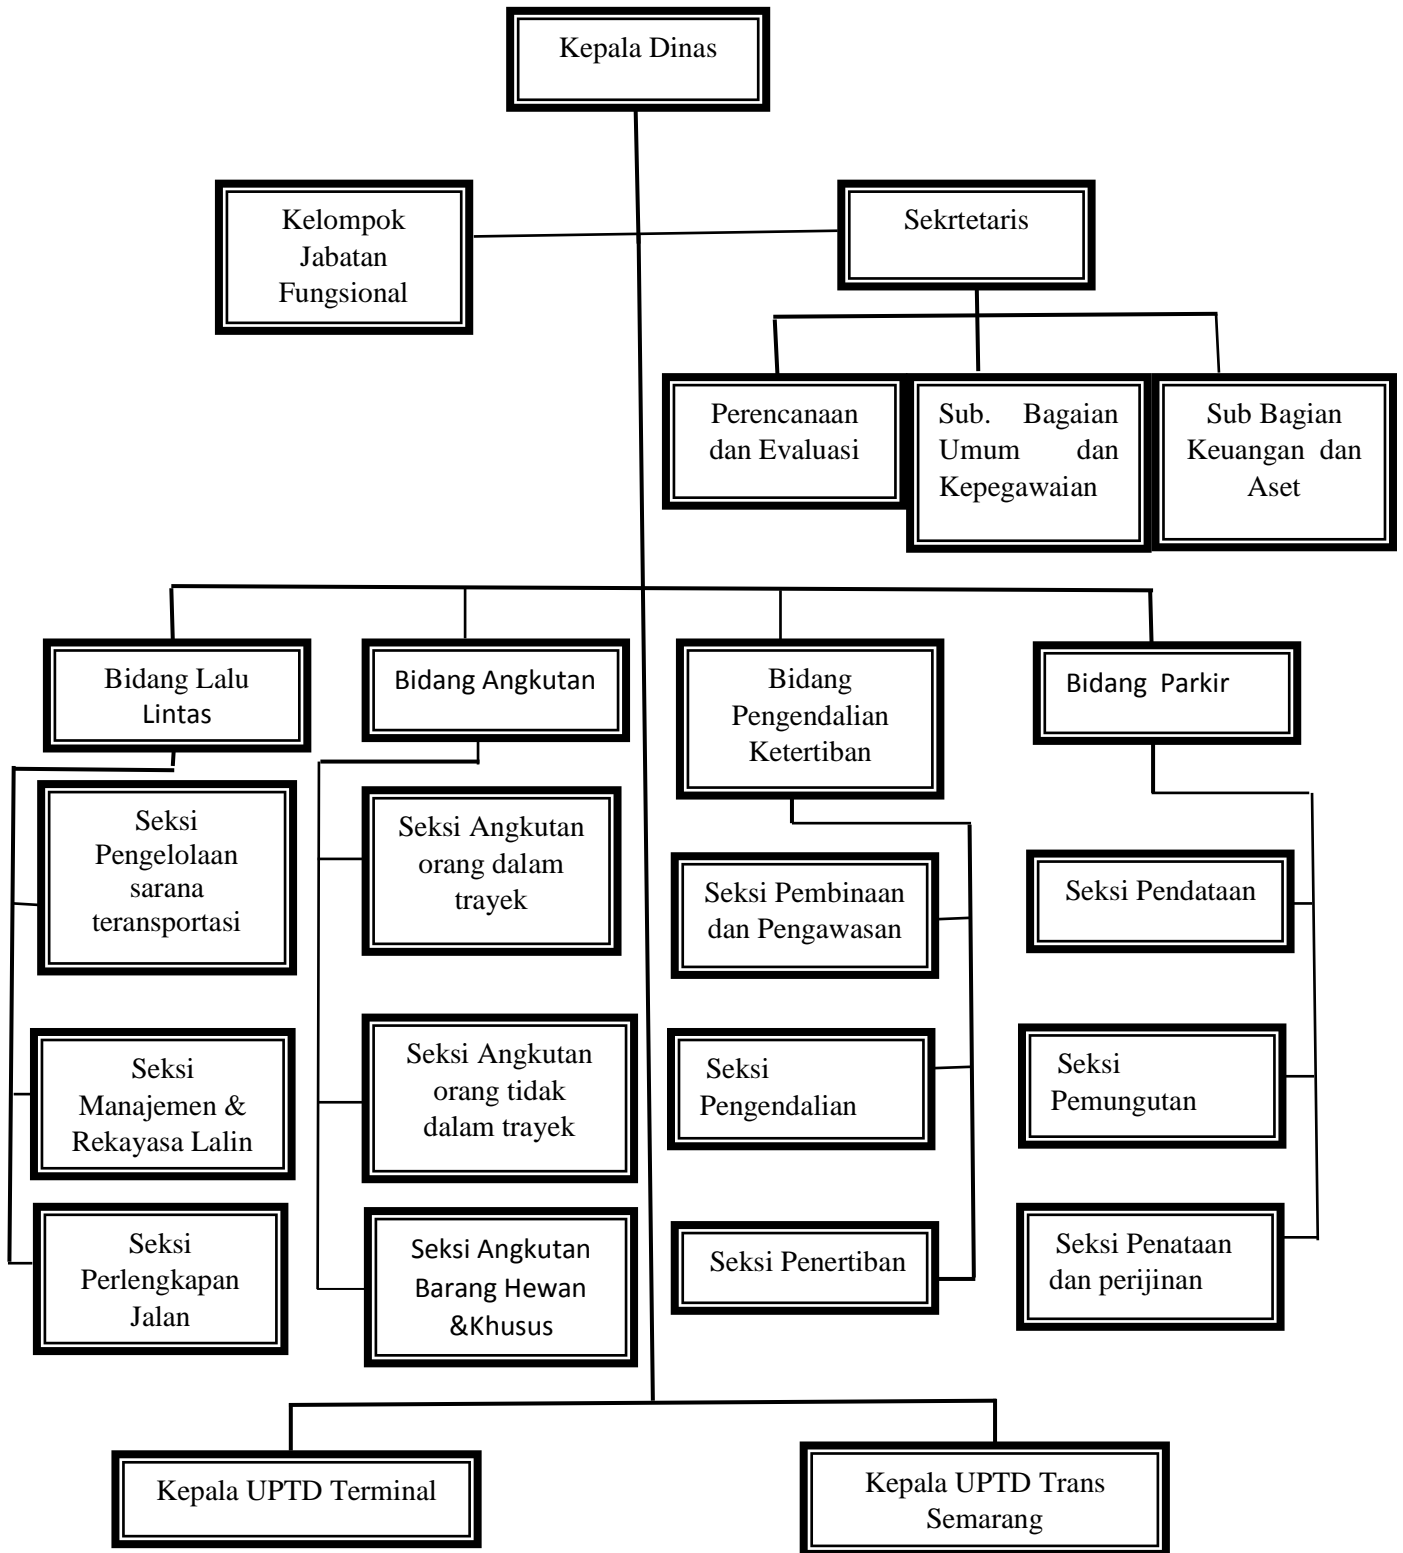 Kepala Dinas
Kelompok
Jabatan
Fungsional
Sekrtetaris
Perencanaan
dan Evaluasi
Sub. Bagaian
Umum dan
Kepegawaian
Sub Bagian
Keuangan dan
Aset
Bidang Lalu
Lintas
Bidang Angkutan
Bidang
Pengendalian
Ketertiban
Bidang Parkir
Seksi
Pengelolaan
sarana
teransportasi
Seksi Angkutan
orang dalam
trayek
Seksi Pembinaan
dan Pengawasan
Seksi Pendataan
Seksi
Manajemen &
Rekayasa Lalin
Seksi Angkutan
orang tidak
dalam trayek
Seksi
Pengendalian
Seksi
Pemungutan
Seksi
Perlengkapan
Jalan
Seksi Angkutan
Barang Hewan
&Khusus
Seksi Penertiban
Seksi Penataan
dan perijinan
Kepala UPTD Terminal
Kepala UPTD Trans
Semarang